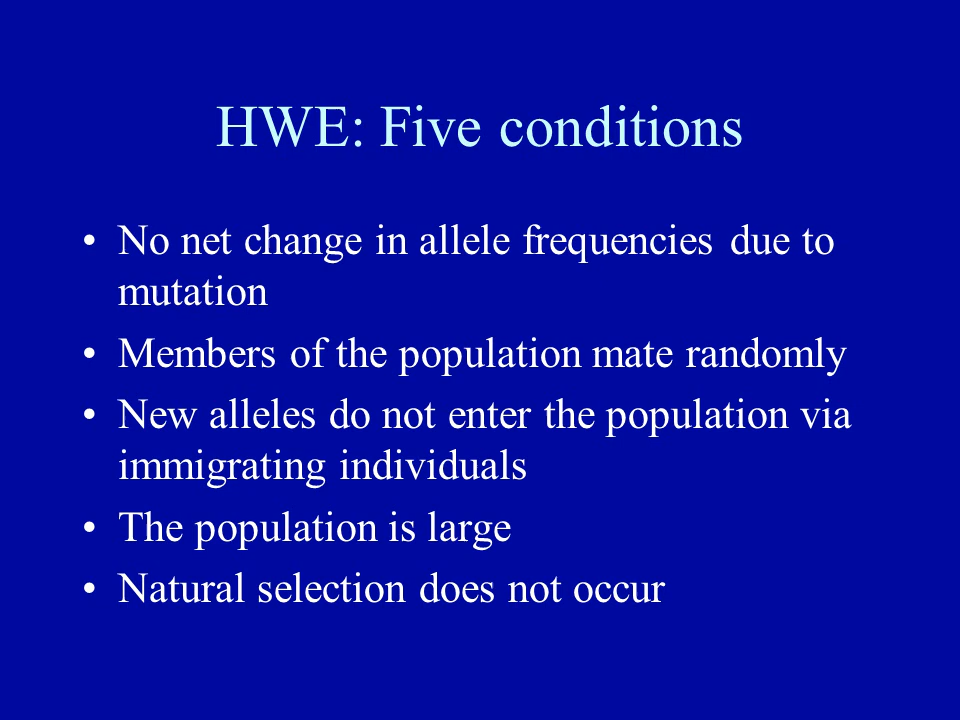 HWE: Five conditions
• No net change in allele frequencies due to
mutation
• Members of the population mate randomly
• New alleles do not enter the population via
immigrating individuals
• The population is large
• Natural selection does not occur